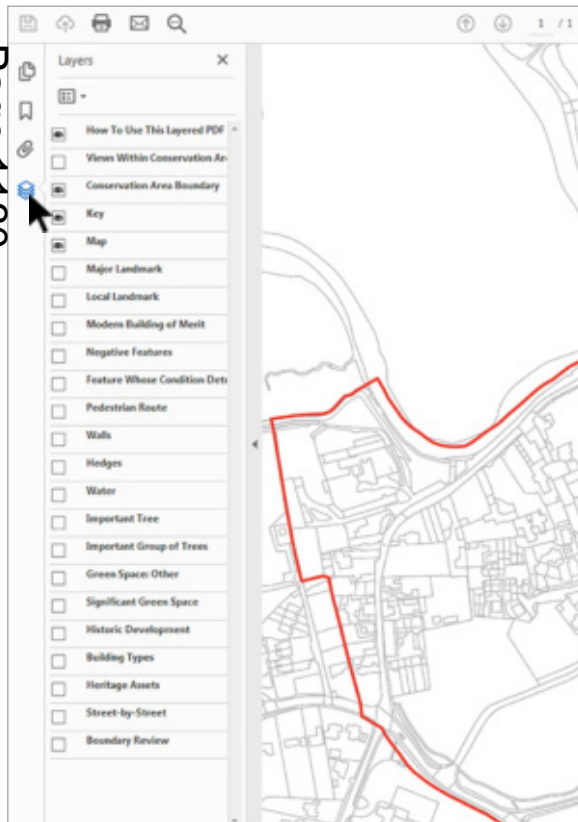 1 / 1
Layers
How To Use This Layered PDF
Views Within Conservation Ar
Conservation Area Boundary
Key
Map
Major Landmark
Local Landmark
Modern Building of Merit
Negative Features
Feature Whose Condition Detr
Pedestrian Route
Walls
Hedges
Water
Important Tree
Important Group of Trees
Green Space: Other
Significant Green Space
Historic Development
Building Types
Heritage Assets
Street-by-Street
Boundary Review